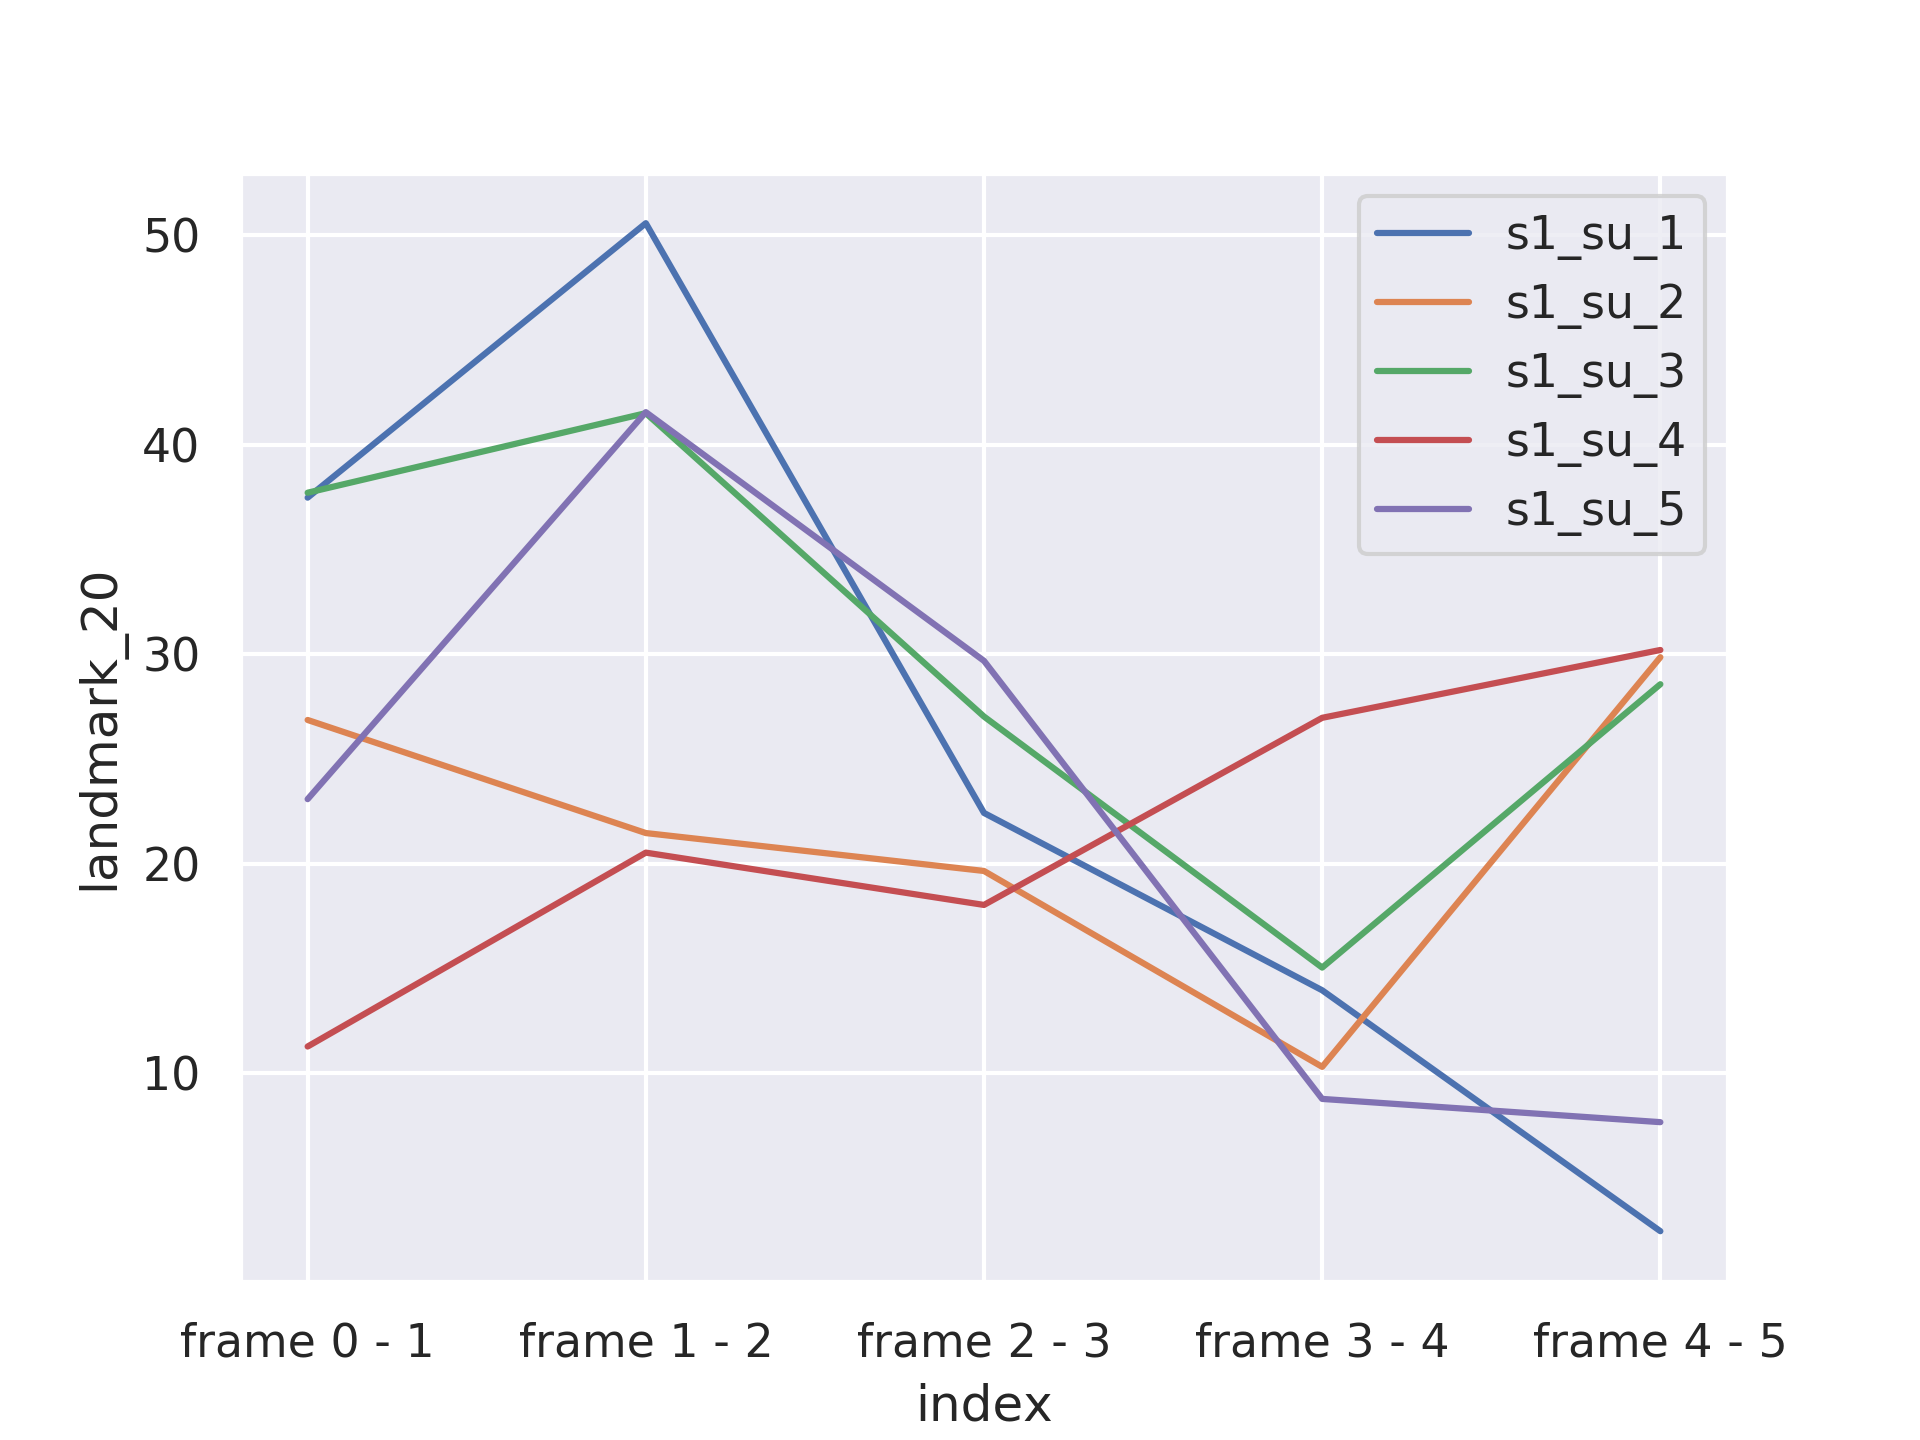 s1_su_1
s1_su_2
s1_su_3
s1_su_4
s1_su_5
landmark_20
50
40
30
20
10
frame 0 - 1
frame 1 - 2
frame 2 - 3
frame 3 - 4
frame 4 - 5
index